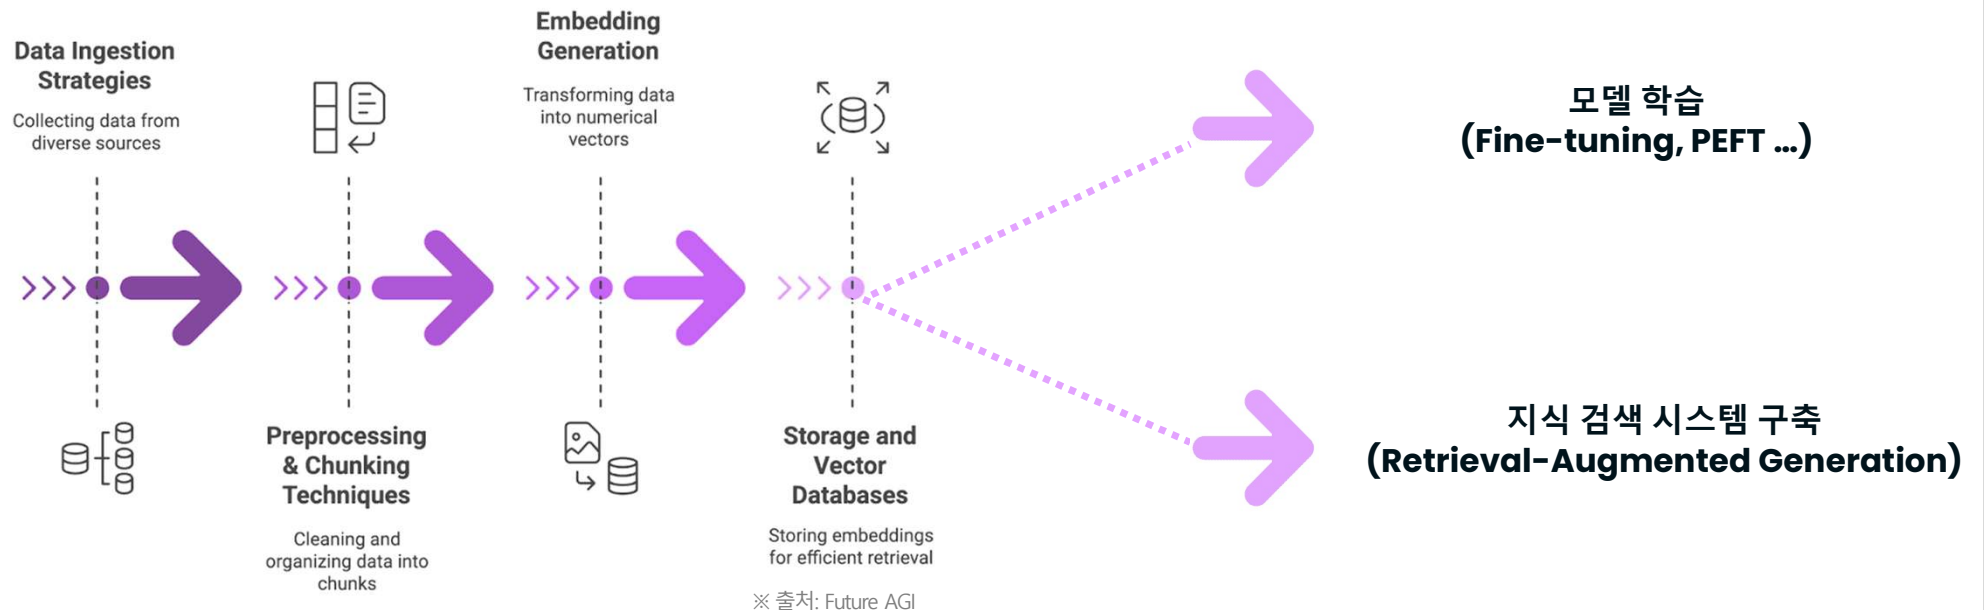 Data Ingestion
Strategies
Collecting data from
diverse sources
Preprocessing
& Chunking
Techniques
Cleaning and
organizing data into
chunks
Embedding
Generation
Transforming data
into numerical
vectors
Storage and
Vector
Databases
Storing embeddings
for efficient retrieval
※ 출처: Future AGI
모델 학습
(Fine-tuning, PEFT ...)
지식 검색 시스템 구축
(Retrieval-Augmented Generation)